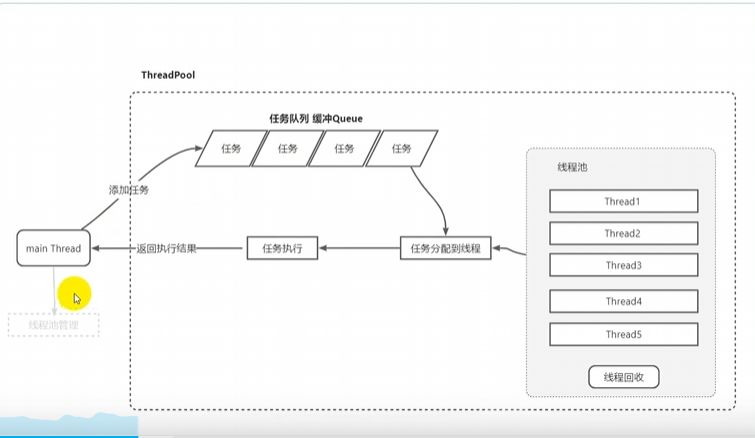 ThreadPool
任务队列 缓冲Queue
任务 任务 任务 任务
添加任务
main Thread
返回执行结果
任务执行
任务分配到线程
线程池管理
线程池
Thread1
Thread2
Thread3
Thread4
Thread5
线程回收